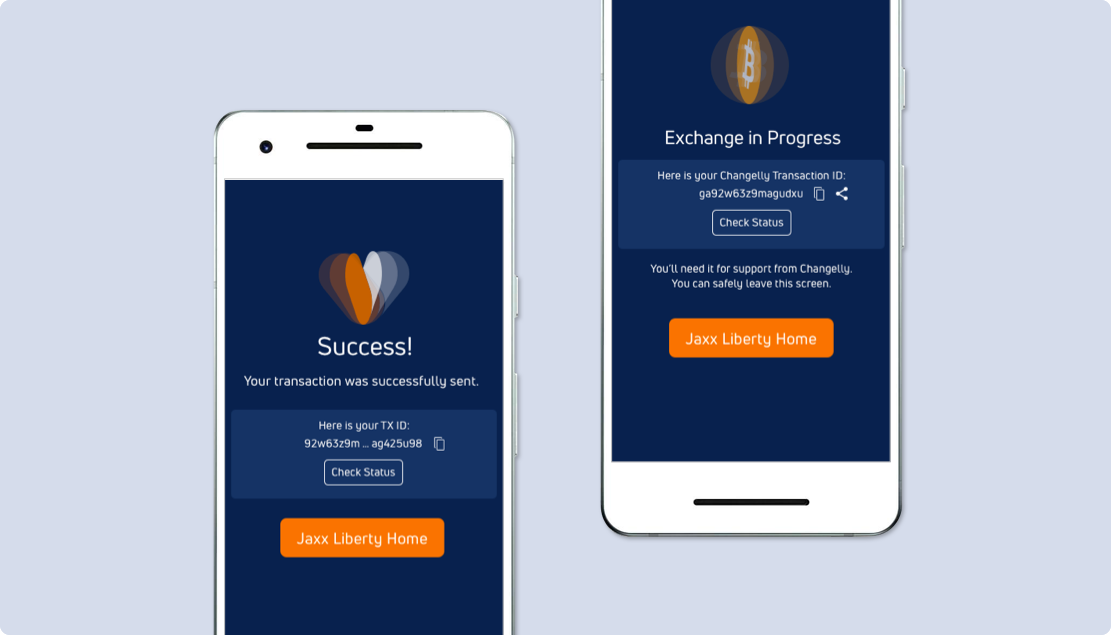 Success!
Your transaction was successfully sent.
Here is your TX ID:
92w63z9m ... ag425u98
Check Status
Jaxx Liberty Home
Exchange in Progress
Here is your Changelly Transaction ID:
ga92w63z9magudxu
Check Status
You'll need it for support from Changelly.
You can safely leave this screen.
Jaxx Liberty Home